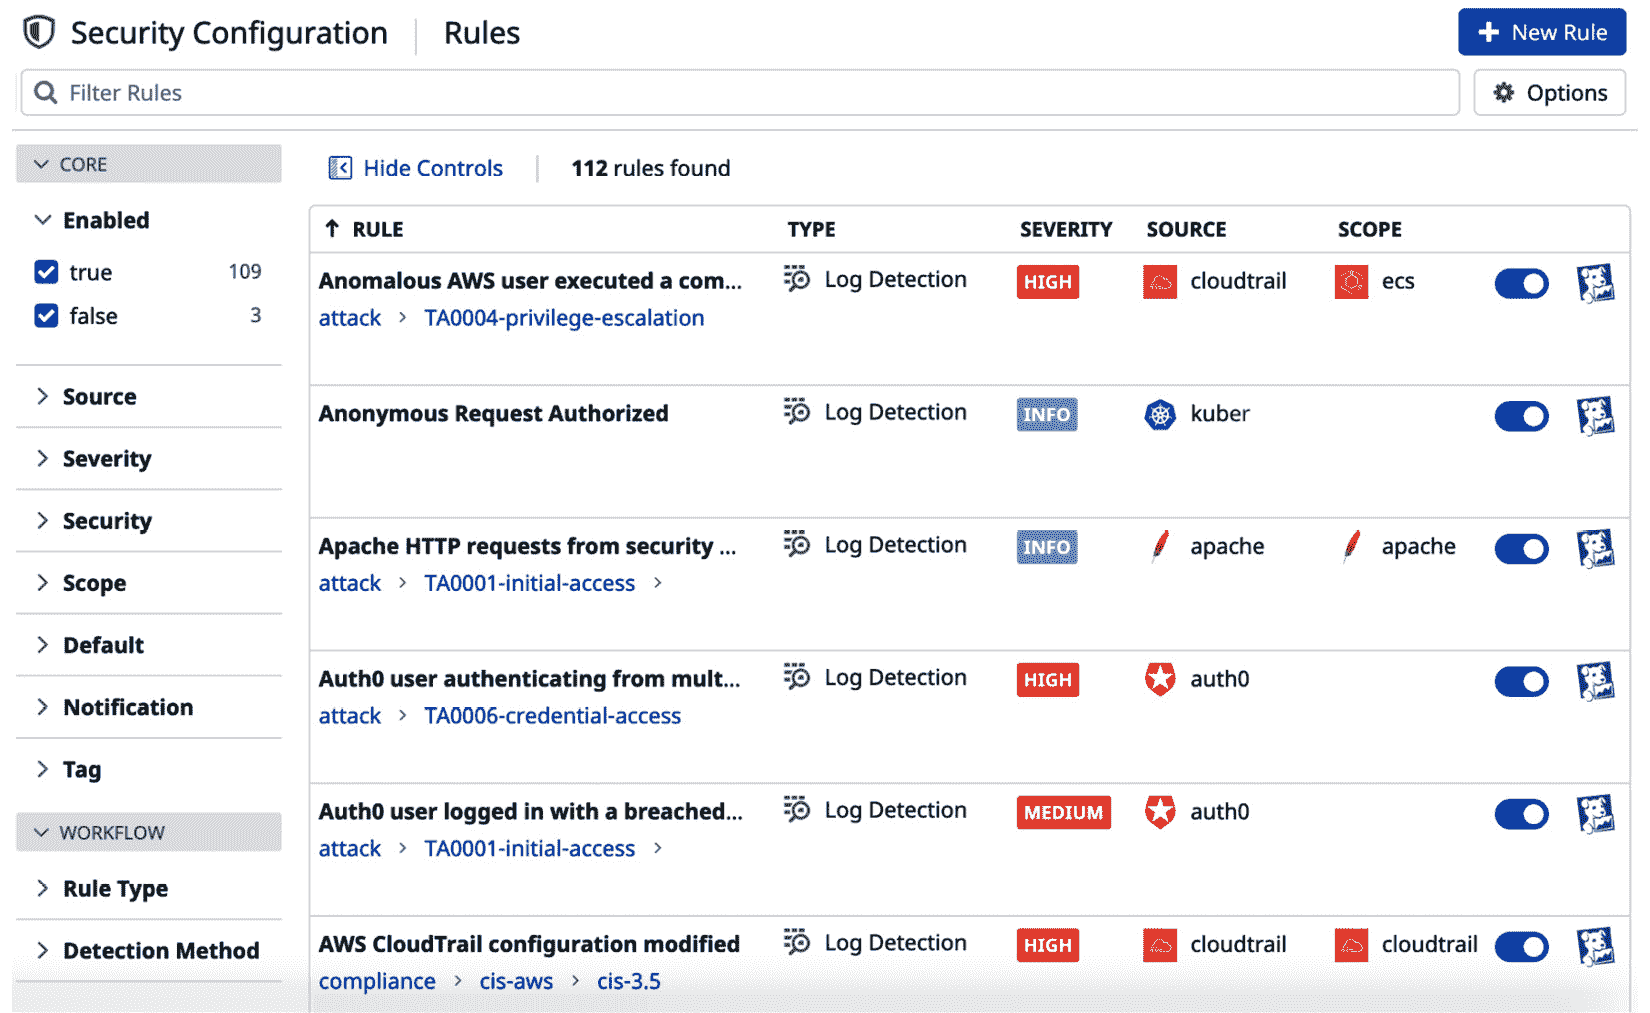 Security Configuration Rules New Rule
Filter Rules Options
CORE
Enabled
true 109
false 3
Source
Severity
Security
Scope
Default
Notification
Tag
WORKFLOW
Rule Type
Detection Method
Hide Controls 112 rules found
RULE TYPE SEVERITY SOURCE SCOPE
Anomalous AWS user executed a com... Log Detection HIGH cloudtrail ecs
attack > TA0004-privilege-escalation
Anonymous Request Authorized Log Detection INFO kuber
Apache HTTP requests from security ... Log Detection INFO apache apache
attack > TA0001-initial-access >
Auth0 user authenticating from mult... Log Detection HIGH auth0
attack > TA0006-credential-access
Auth0 user logged in with a breached... Log Detection MEDIUM auth0
attack > TA0001-initial-access >
AWS CloudTrail configuration modified Log Detection HIGH cloudtrail cloudtrail
compliance > cis-aws > cis-3.5